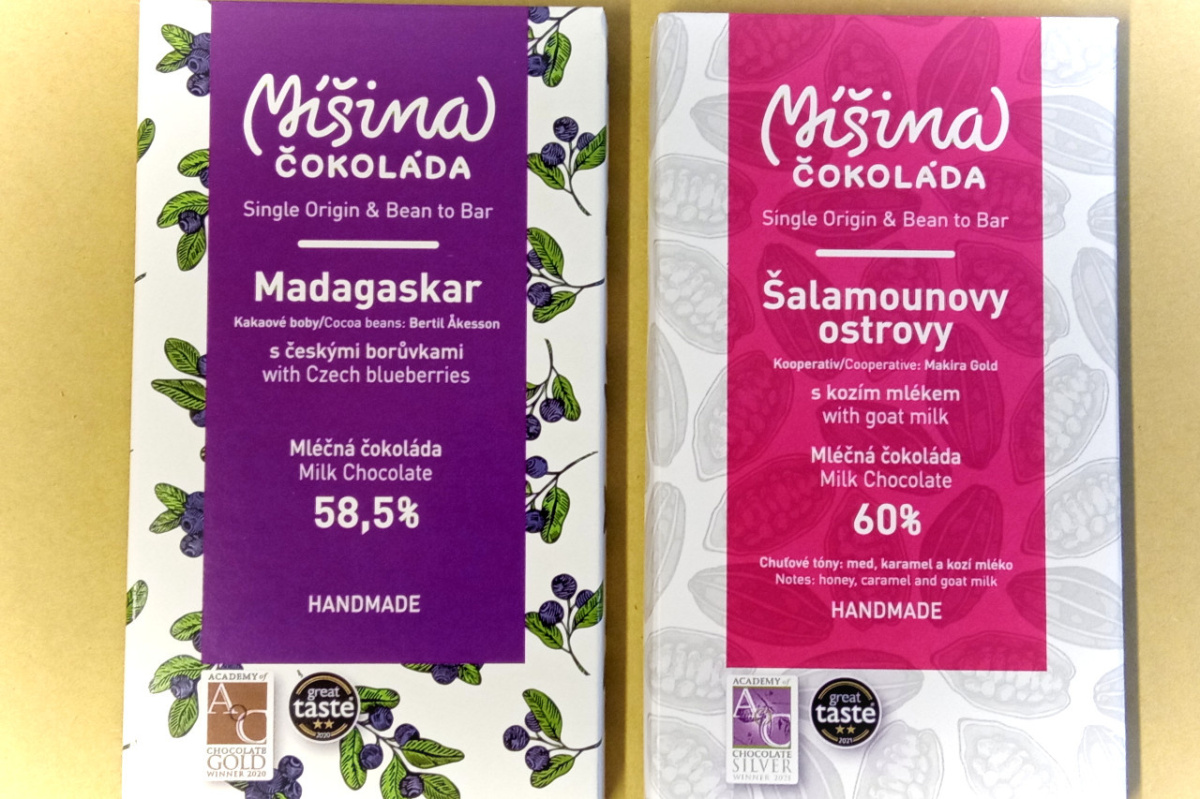 Míšina
ČOKOLÁDA
Single Origin & Bean to Bar
Madagaskar
Kakaové boby/Cocoa beans: Bertil Åkesson
s českými borůvkami
with Czech blueberries
Mléčná čokoláda
Milk Chocolate
58,5%
HANDMADE
ACADEMY of
AoC
CHOCOLATE
GOLD
WINNER 2020
great
taste
2020
Míšina
ČOKOLÁDA
Single Origin & Bean to Bar
Šalamounovy
ostrovy
Kooperativ/Cooperative: Makira Gold
s kozím mlékem
with goat milk
Mléčná čokoláda
Milk Chocolate
60%
Chuťové tóny: med, karamel a kozí mléko
Notes: honey, caramel and goat milk
HANDMADE
ACADEMY of
AoC
CHOCOLATE
SILVER
WINNER 2021
great
taste
2021